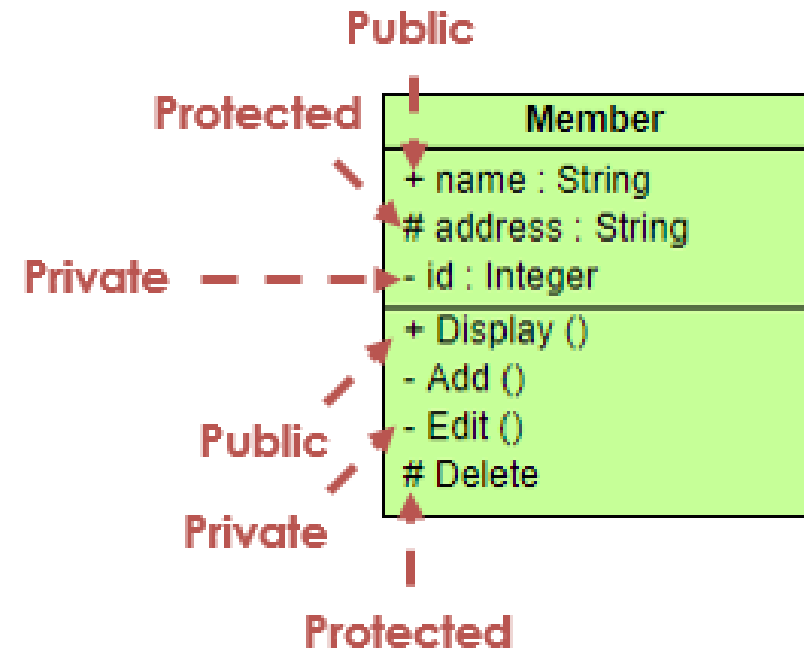 Public
Protected
Member
+ name : String
# address : String
Private
- id : Integer
+ Display ()
- Add ()
Public
- Edit ()
# Delete
Private
Protected